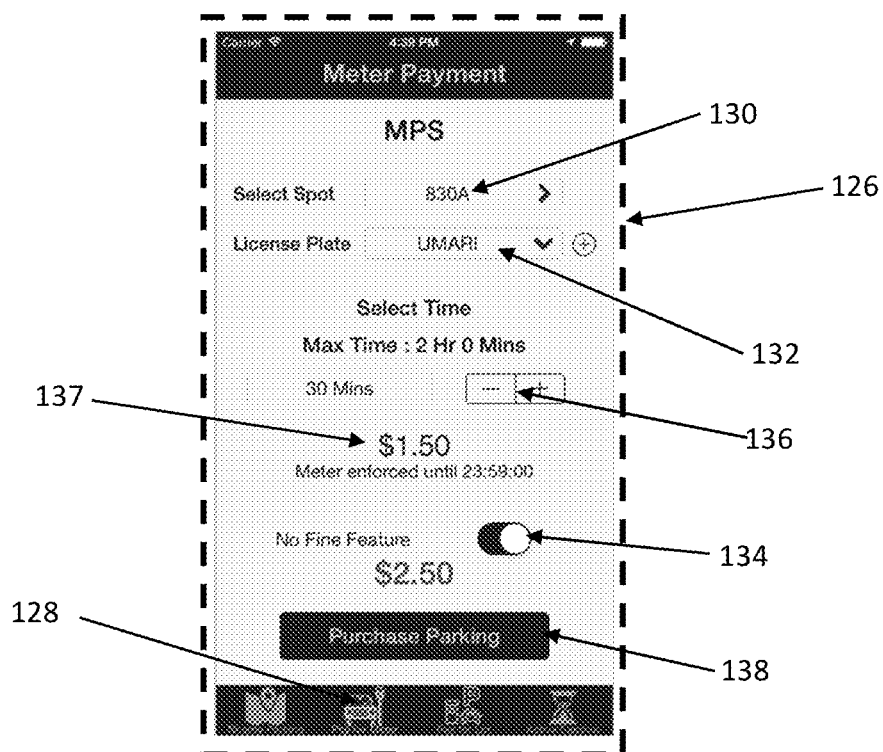 Carrier 4:39 PM
Meter Payment
MPS
130
Select Spot 830A
126
License Plate UMARI
Select Time
Max Time : 2 Hr 0 Mins
132
30 Mins
137
136
$1.50
Meter enforced until 23:59:00
No Fine Feature
134
$2.50
128
Purchase Parking
138